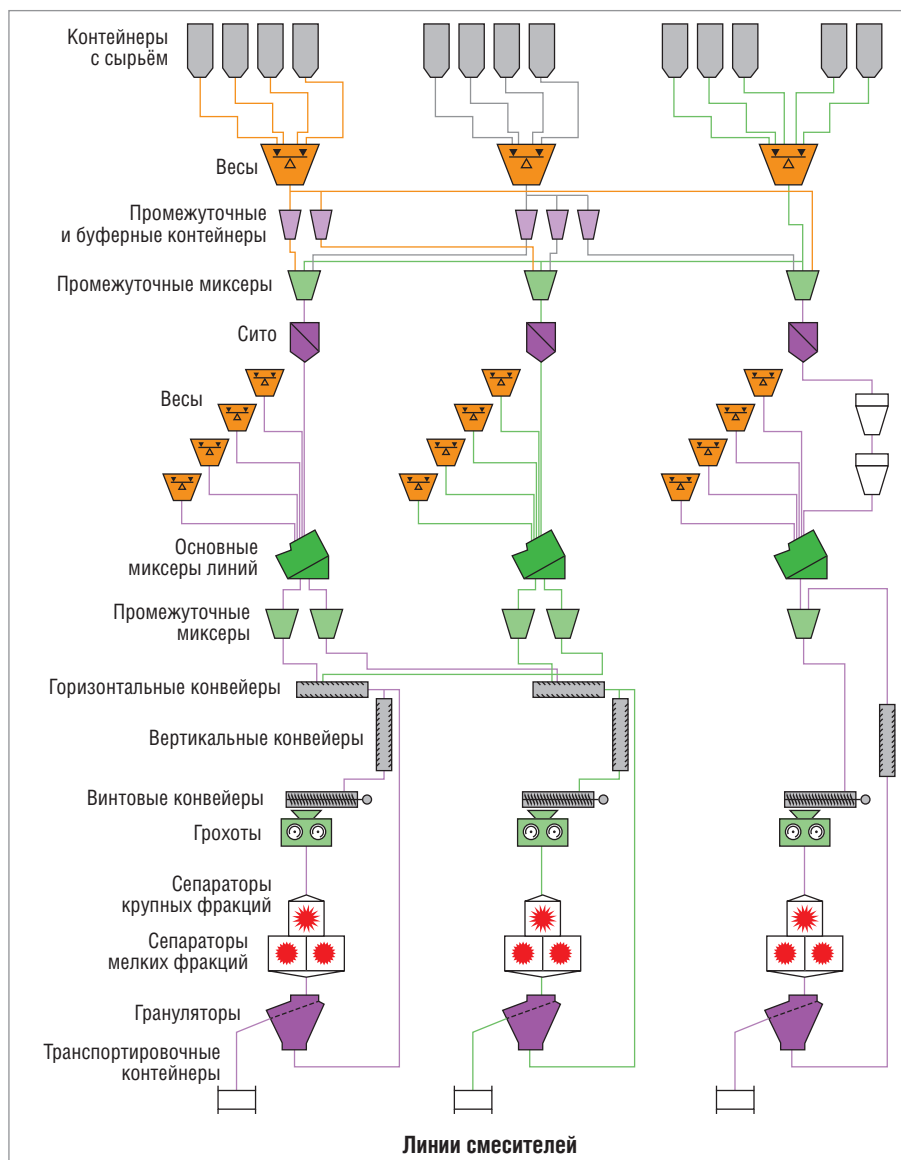 Контейнеры
с сырьём
Весы
Промежуточные
и буферные контейнеры
Промежуточные миксеры
Сито
Весы
Основные
миксеры линий
Промежуточные
миксеры
Горизонтальные конвейеры
Вертикальные конвейеры
Винтовые конвейеры
Грохоты
Сепараторы
крупных фракций
Сепараторы
мелких фракций
Грануляторы
Транспортировочные
контейнеры
Линии смесителей